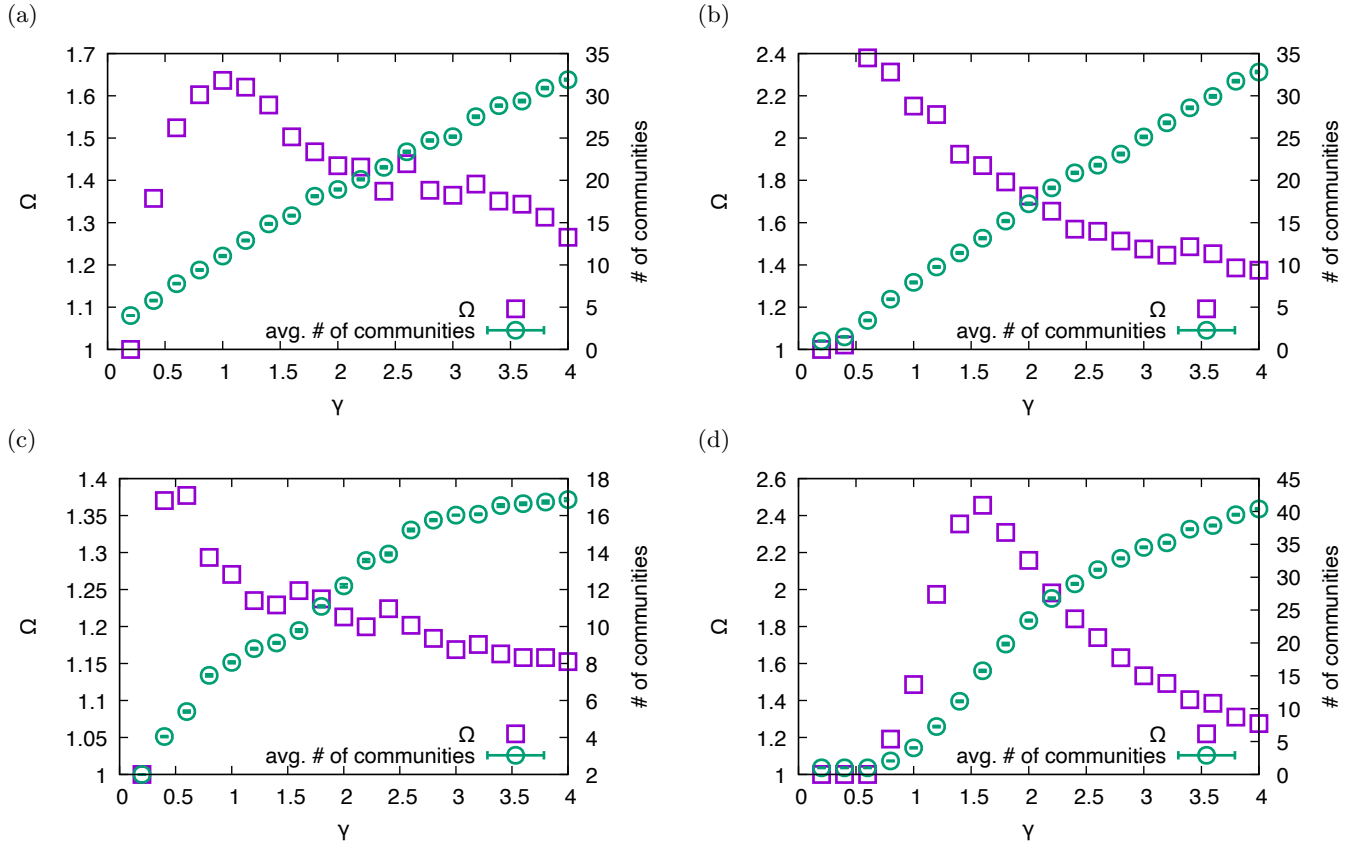 (a)
1.7
1.6
1.5
1.4
1.3
1.2
1.1
1
35
30
25
20
15
10
5
0
0 0.5 1 1.5 2 2.5 3 3.5 4
Ω
# of communities
γ
Ω
avg. # of communities
(b)
2.4
2.2
2
1.8
1.6
1.4
1.2
1
35
30
25
20
15
10
5
0
0 0.5 1 1.5 2 2.5 3 3.5 4
Ω
# of communities
γ
Ω
avg. # of communities
(c)
1.4
1.35
1.3
1.25
1.2
1.15
1.1
1.05
1
18
16
14
12
10
8
6
4
2
0 0.5 1 1.5 2 2.5 3 3.5 4
Ω
# of communities
γ
Ω
avg. # of communities
(d)
2.6
2.4
2.2
2
1.8
1.6
1.4
1.2
1
45
40
35
30
25
20
15
10
5
0
0 0.5 1 1.5 2 2.5 3 3.5 4
Ω
# of communities
γ
Ω
avg. # of communities